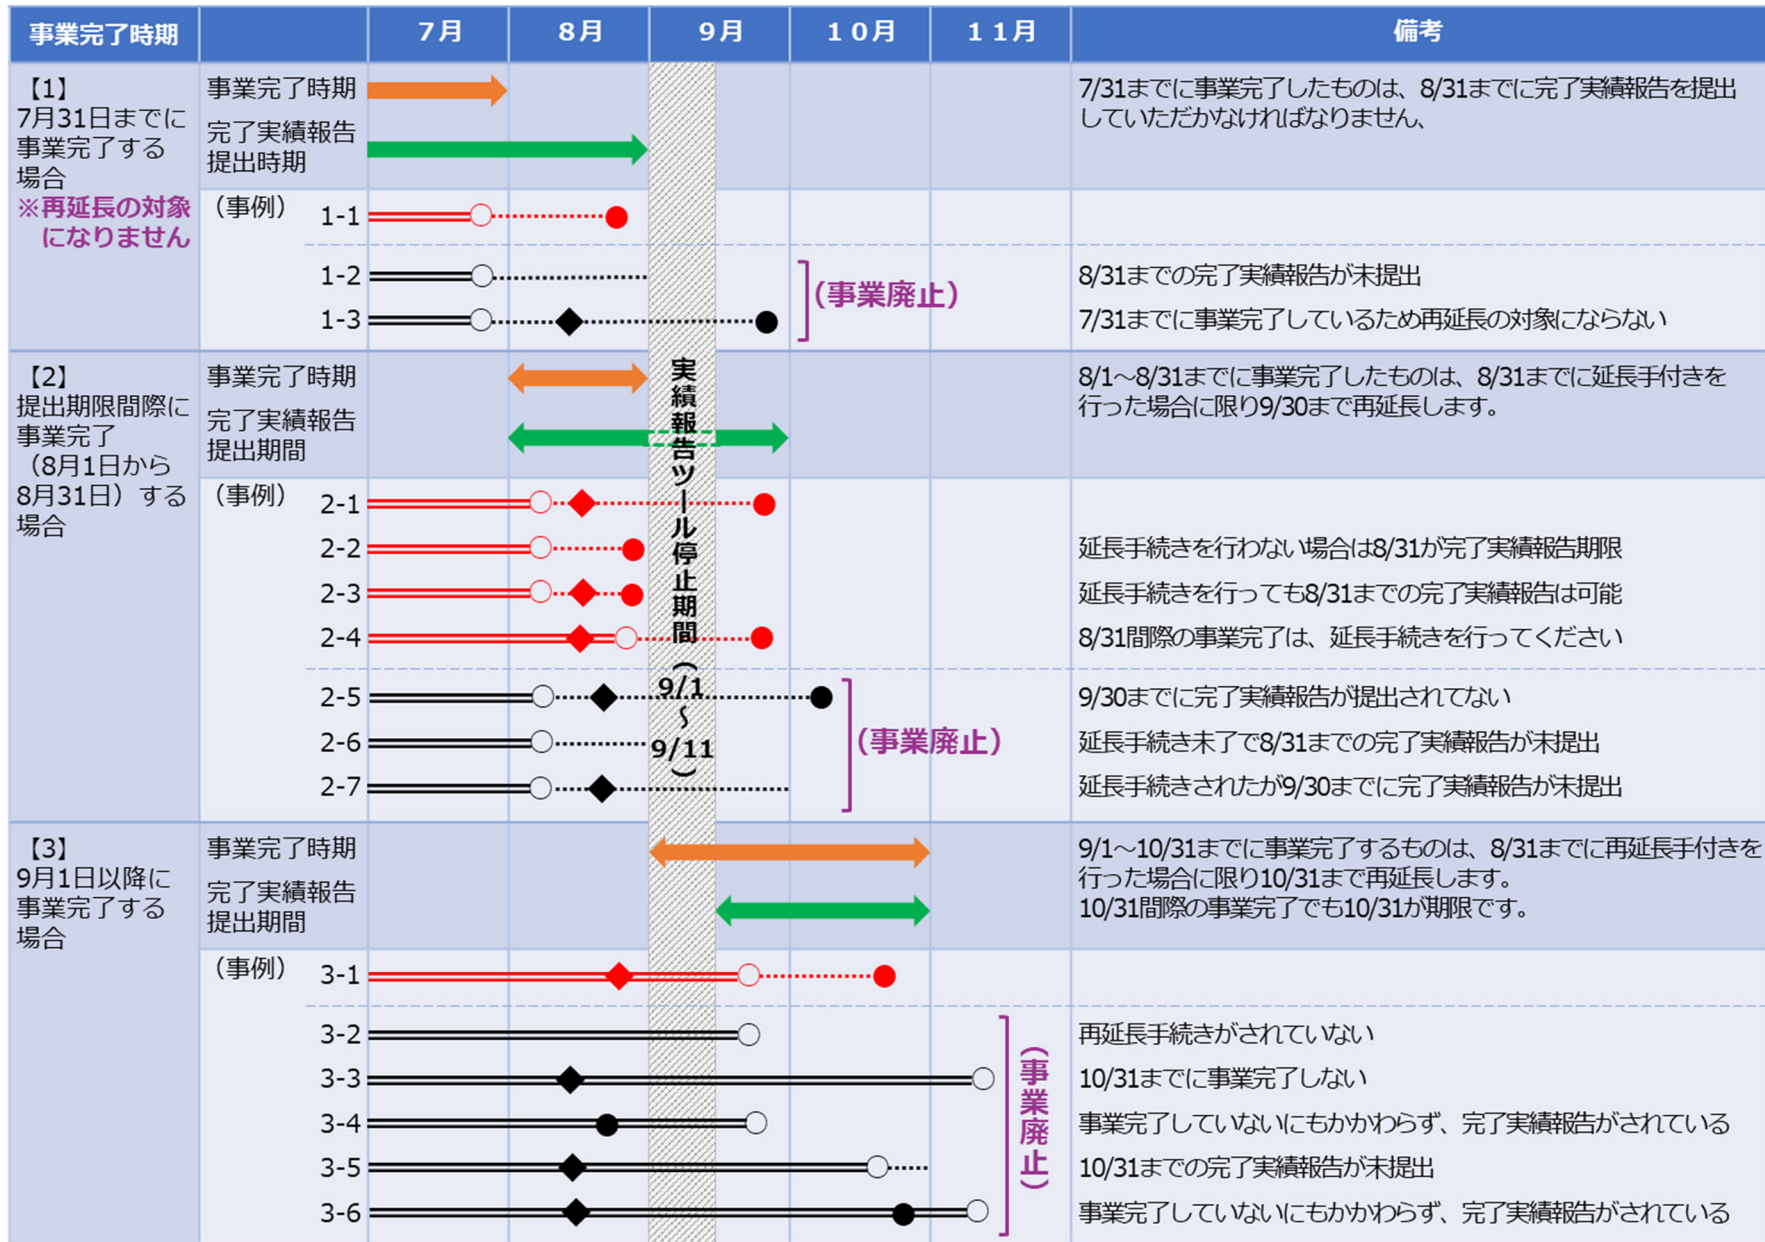 事業完了時期 7月 8月 9月 10月 11月 備考
【1】
7月31日までに
事業完了する
場合
※再延長の対象
になりません
事業完了時期
完了実績報告
提出時期
7/31までに事業完了したものは、8/31までに完了実績報告を提出
していただかなければなりません、
（事例）
1-1
1-2
8/31までの完了実績報告が未提出
1-3
7/31までに事業完了しているため再延長の対象にならない
（事業廃止）
【2】
提出期限間際に
事業完了
（8月1日から
8月31日）する
場合
事業完了時期
完了実績報告
提出期間
8/1～8/31までに事業完了したものは、8/31までに延長手付きを
行った場合に限り9/30まで再延長します。
実績報告ツール停止期間（9/1～9/11）
（事例）
2-1
2-2
延長手続きを行わない場合は8/31が完了実績報告期限
2-3
延長手続きを行っても8/31までの完了実績報告は可能
2-4
8/31間際の事業完了は、延長手続きを行ってください
2-5
9/30までに完了実績報告が提出されてない
2-6
延長手続き未了で8/31までの完了実績報告が未提出
2-7
延長手続きされたが9/30までに完了実績報告が未提出
（事業廃止）
【3】
9月1日以降に
事業完了する
場合
事業完了時期
完了実績報告
提出期間
9/1～10/31までに事業完了するものは、8/31までに再延長手付きを
行った場合に限り10/31まで再延長します。
10/31間際の事業完了でも10/31が期限です。
（事例）
3-1
3-2
再延長手続きがされていない
3-3
10/31までに事業完了しない
3-4
事業完了していないにもかかわらず、完了実績報告がされている
3-5
10/31までの完了実績報告が未提出
3-6
事業完了していないにもかかわらず、完了実績報告がされている
（事業廃止）